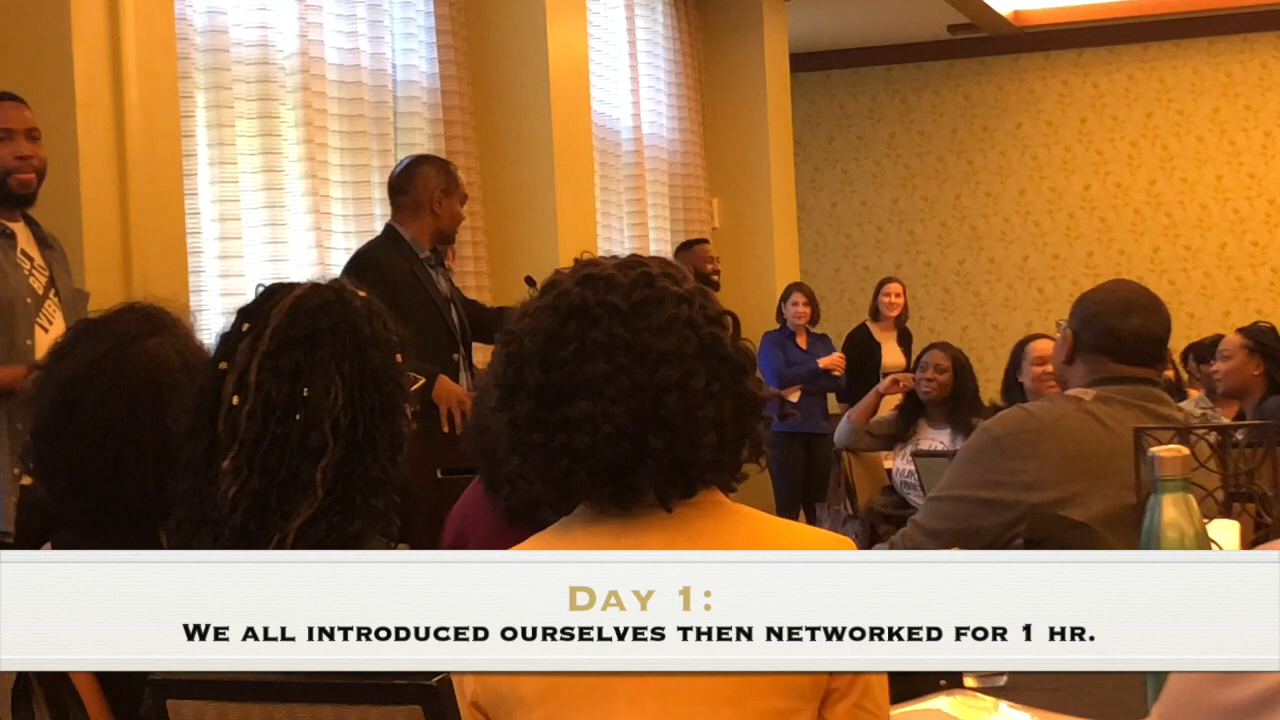 DAY 1:
WE ALL INTRODUCED OURSELVES THEN NETWORKED FOR 1 HR.